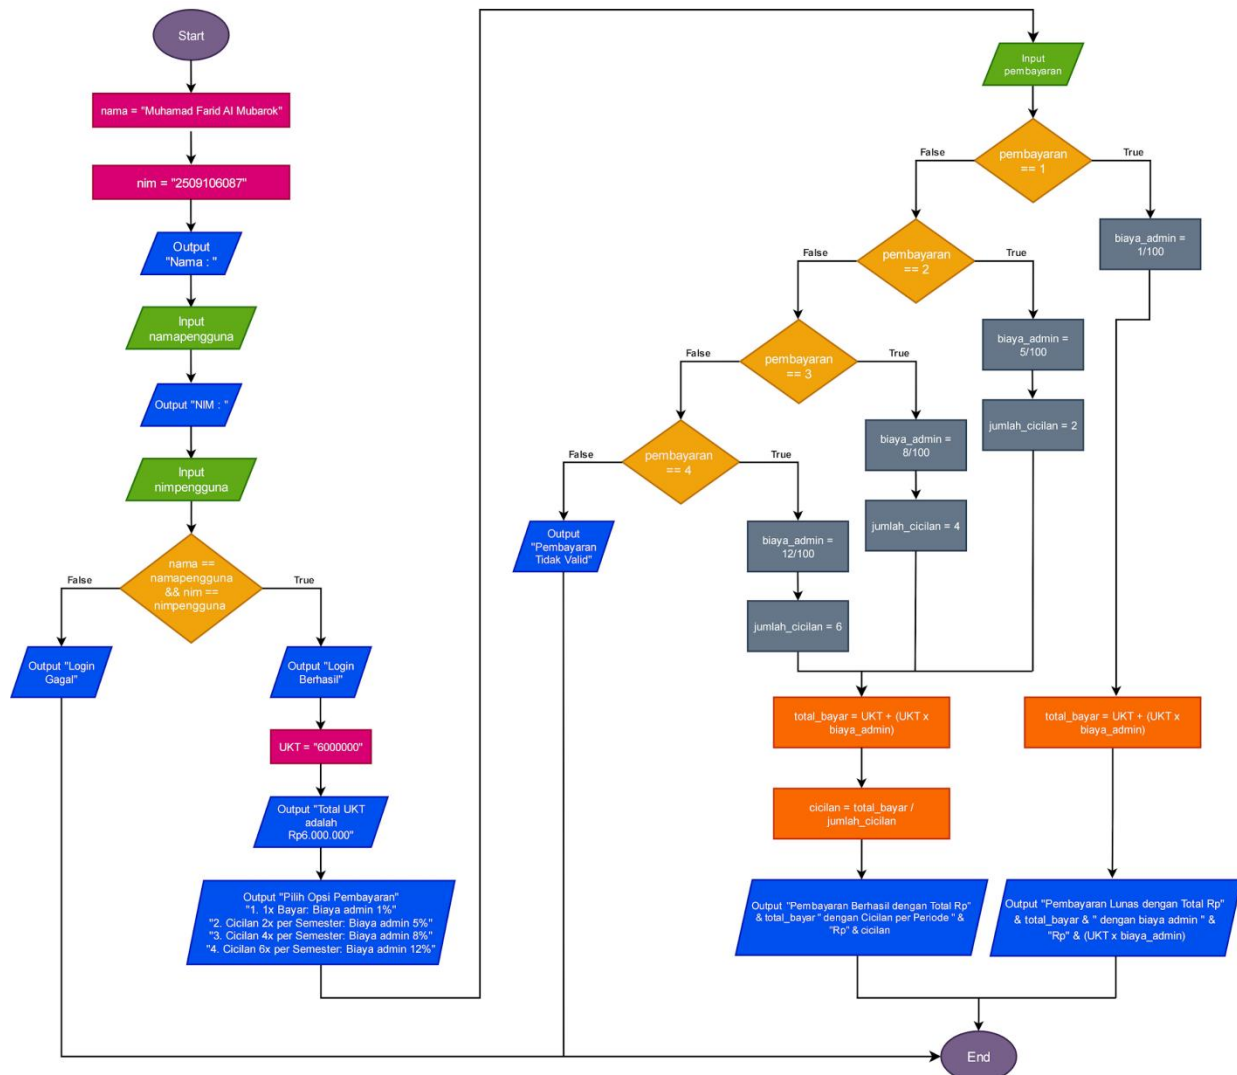 Start
nama = "Muhamad Farid Al Mubarok"
nim = "2509106087"
Output
"Nama : "
Input
namapengguna
Output "NIM : "
Input
nimpengguna
nama ==
namapengguna
&& nim ==
nimpengguna
False
True
Output "Login
Gagal"
Output "Login
Berhasil"
UKT = "6000000"
Output "Total UKT
adalah
Rp6.000.000"
Output "Pilih Opsi Pembayaran"
"1. 1x Bayar: Biaya admin 1%"
"2. Cicilan 2x per Semester: Biaya admin 5%"
"3. Cicilan 4x per Semester: Biaya admin 8%"
"4. Cicilan 6x per Semester: Biaya admin 12%"
Input
pembayaran
pembayaran
== 1
False
True
biaya_admin =
1/100
pembayaran
== 2
False
True
biaya_admin =
5/100
jumlah_cicilan = 2
pembayaran
== 3
False
True
biaya_admin =
8/100
jumlah_cicilan = 4
pembayaran
== 4
False
True
Output
"Pembayaran
Tidak Valid"
biaya_admin =
12/100
jumlah_cicilan = 6
total_bayar = UKT + (UKT x
biaya_admin)
cicilan = total_bayar /
jumlah_cicilan
Output "Pembayaran Berhasil dengan Total Rp"
& total_bayar " dengan Cicilan per Periode " &
"Rp" & cicilan
total_bayar = UKT + (UKT x
biaya_admin)
Output "Pembayaran Lunas dengan Total Rp"
& total_bayar & " dengan biaya admin " &
"Rp" & (UKT x biaya_admin)
End